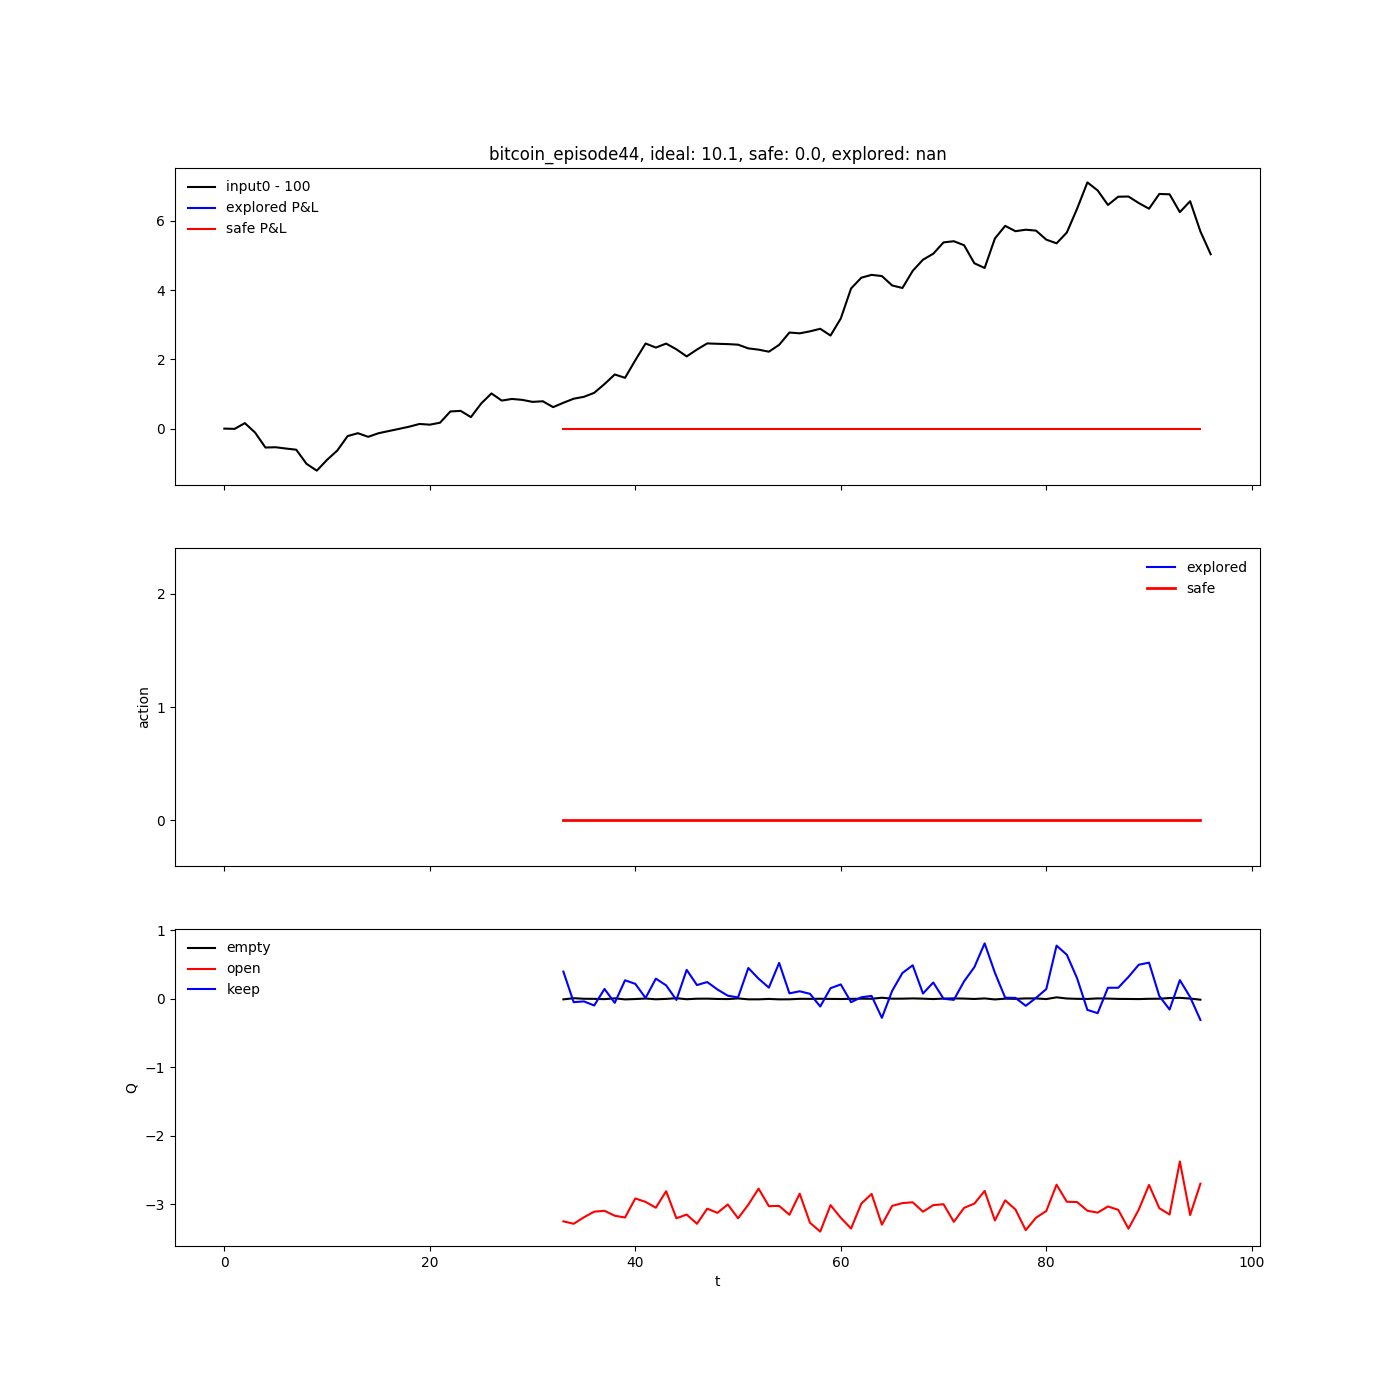 bitcoin_episode44, ideal: 10.1, safe: 0.0, explored: nan
input0 - 100
explored P&L
safe P&L
6
4
2
0
explored
safe
2
1
0
action
empty
open
keep
1
0
−1
−2
−3
Q
0 20 40 60 80 100
t